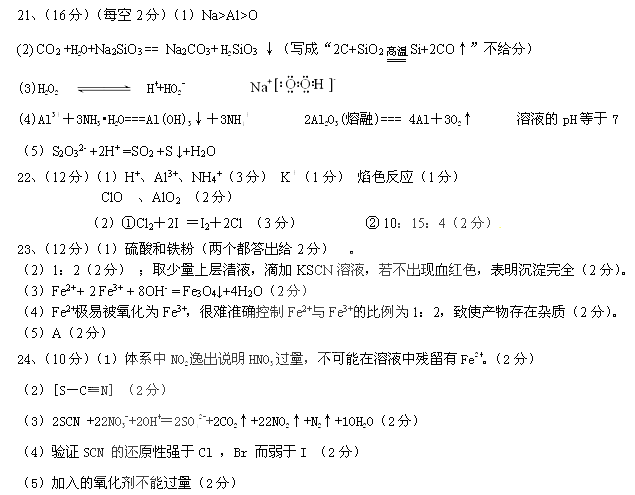 21、(16分)(每空2分)(1) Na>Al>O
(2) CO₂ +H₂O+Na₂SiO₃ == Na₂CO₃+ H₂SiO₃ ↓ (写成“2C+SiO₂ 高温 Si+2CO↑”不给分)
(3)H₂O₂ ⇌ H⁺+HO₂⁻ Na⁺[:Ö:Ö:H]⁻
(4)Al³⁺+3NH₃•H₂O===Al(OH)₃↓+3NH₄⁺ 2Al₂O₃(熔融)=== 4Al+3O₂↑ 溶液的pH等于7
(5) S₂O₃²⁻ +2H⁺ =SO₂ +S↓+H₂O
22、(12分)(1)H⁺、Al³⁺、NH₄⁺(3分) K (1分) 焰色反应(1分)
ClO 、AlO₂ (2分)
(2)①Cl₂+2I =I₂+2Cl (3分) ②10:15:4(2分)
23、(12分)(1)硫酸和铁粉(两个都答出给2分) 。
(2)1:2(2分) ;取少量上层清液,滴加KSCN溶液,若不出现血红色,表明沉淀完全(2分)。
(3)Fe²⁺+ 2 Fe³⁺ + 8OH⁻ = Fe₃O₄↓+4H₂O(2分)
(4)Fe²⁺极易被氧化为Fe³⁺,很难准确控制Fe²⁺与Fe³⁺的比例为1:2,致使产物存在杂质(2分)。
(5)A(2分)
24、(10分)(1)体系中NO₂逸出说明HNO₃过量,不可能在溶液中残留有Fe²⁺。(2分)
(2)[S—C≡N] (2分)
(3)2SCN +22NO₃⁻+20H⁺=2SO₄²⁻+2CO₂↑+22NO₂↑+N₂↑+10H₂O(2分)
(4)验证SCN 的还原性强于Cl ,Br 而弱于I (2分)
(5)加入的氧化剂不能过量(2分)